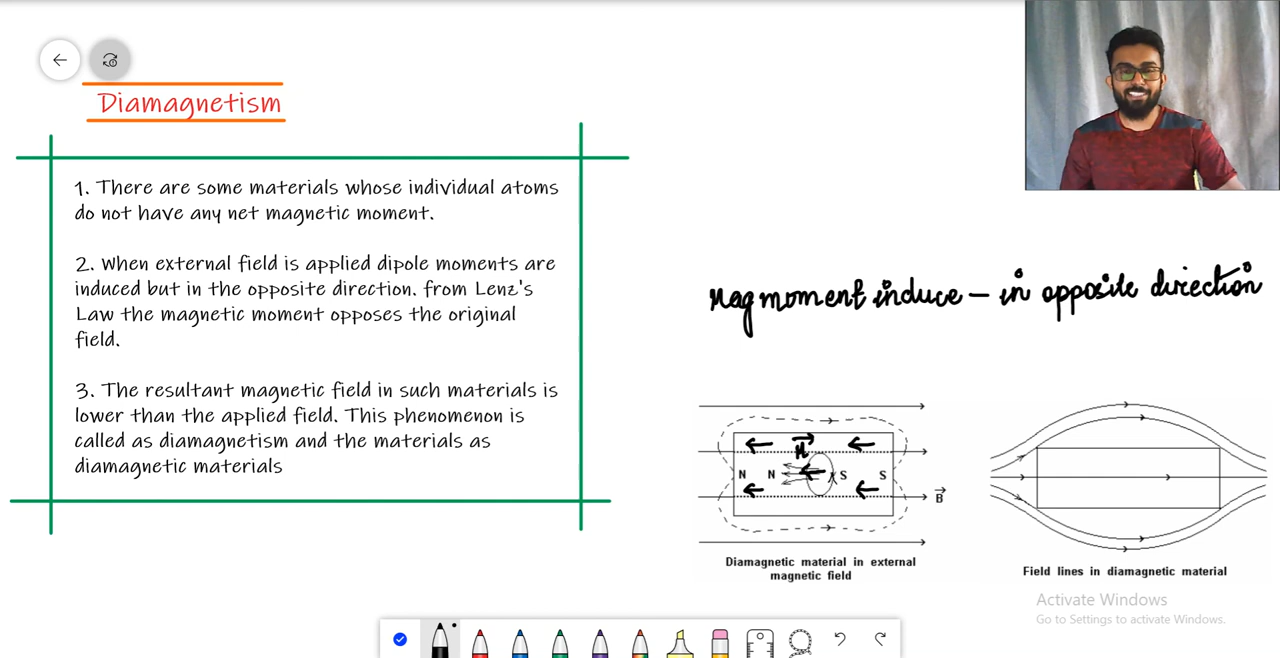 Diamagnetism
1. There are some materials whose individual atoms
do not have any net magnetic moment.
2. When external field is applied dipole moments are
induced but in the opposite direction. from Lenz's
Law the magnetic moment opposes the original
field.
3. The resultant magnetic field in such materials is
lower than the applied field. This phenomenon is
called as diamagnetism and the materials as
diamagnetic materials
Mag moment induce – in opposite direction
M
N N S S
B
Diamagnetic material in external
magnetic field
Field lines in diamagnetic material
Activate Windows
Go to Settings to activate Windows.